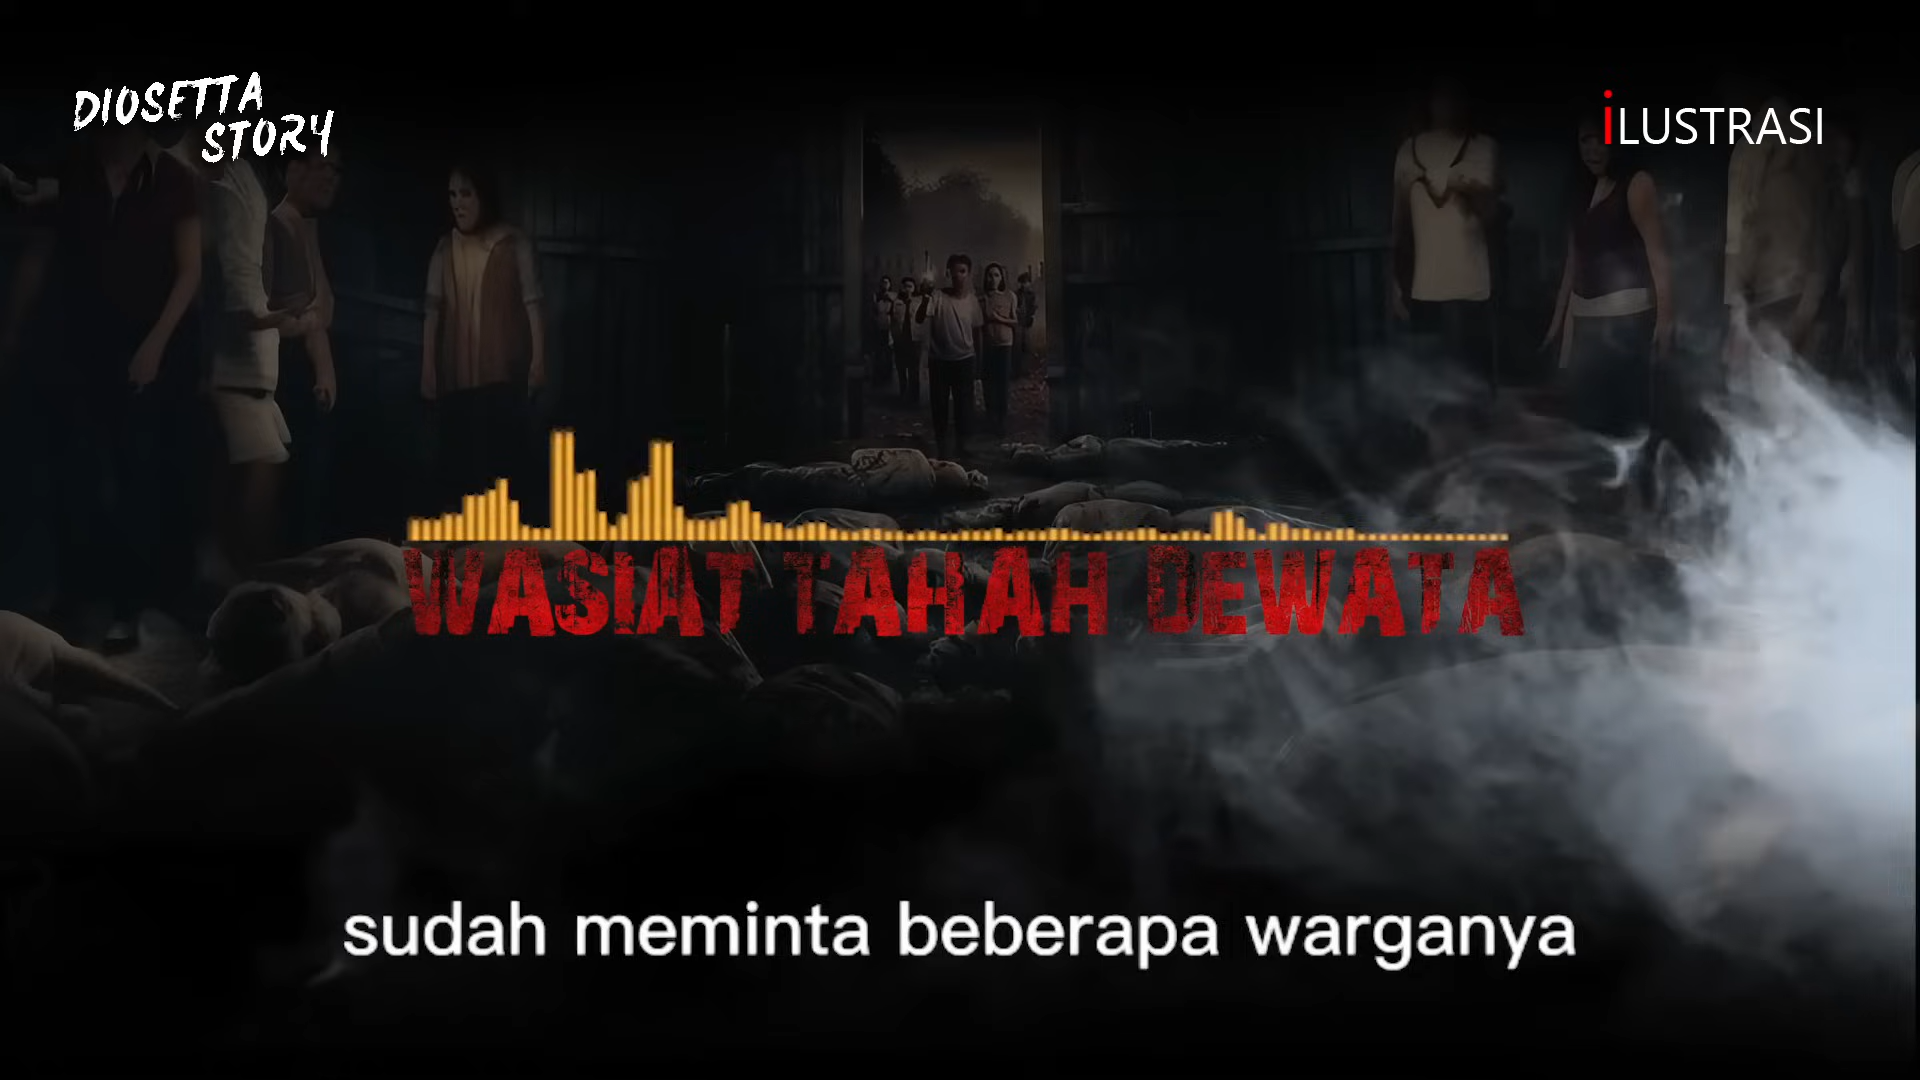 DIOSETTA
STORY
iLUSTRASI
WASIAT TAHAH DEWATA
sudah meminta beberapa warganya